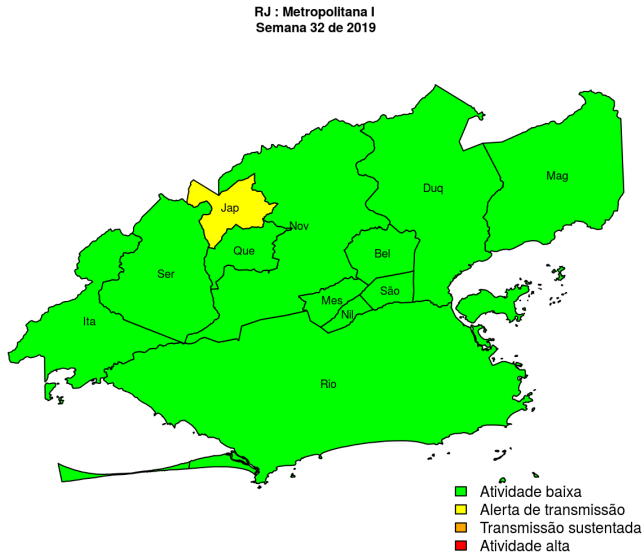 RJ : Metropolitana I
Semana 32 de 2019
Mag
Duq
Jap
Nov
Que
Bel
Ser
São
Mes
Nil
Ita
Rio
Atividade baixa
Alerta de transmissão
Transmissão sustentada
Atividade alta